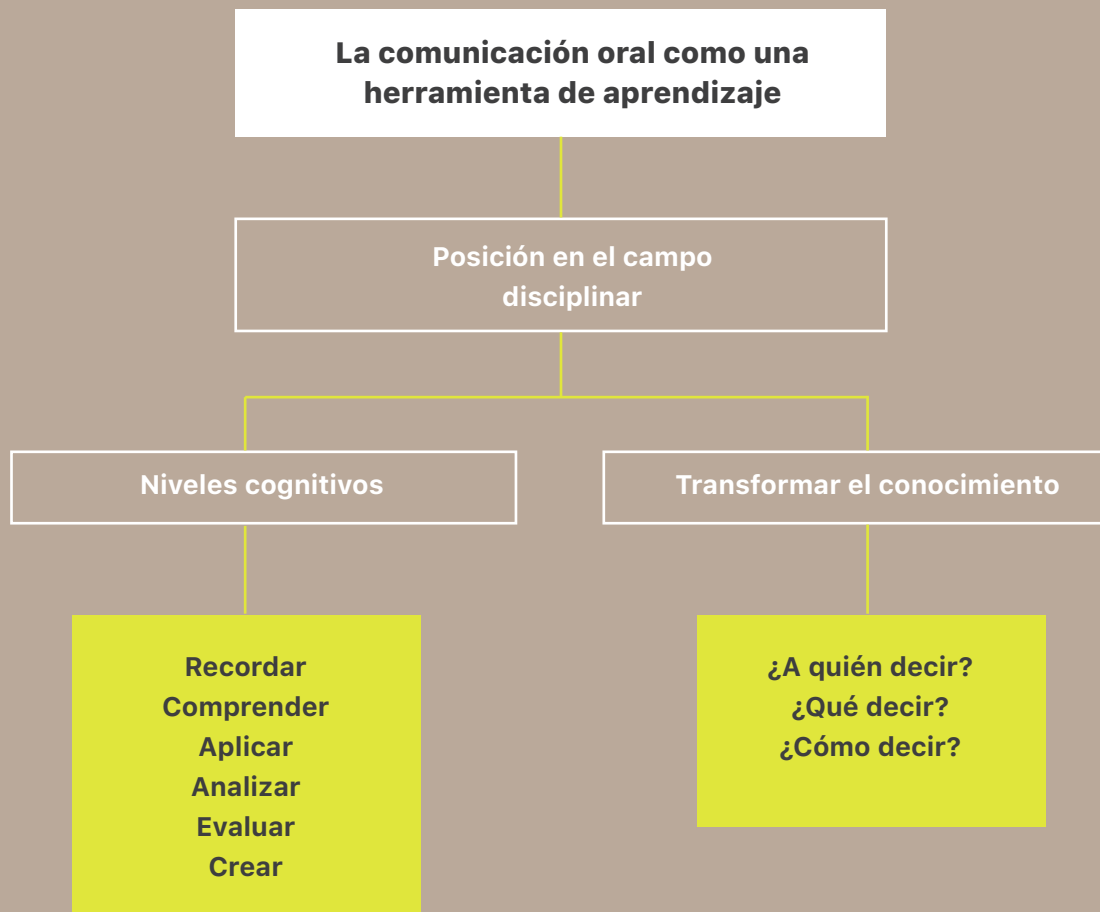 La comunicación oral como una
herramienta de aprendizaje
Posición en el campo
disciplinar
Niveles cognitivos
Transformar el conocimiento
Recordar
Comprender
Aplicar
Analizar
Evaluar
Crear
¿A quién decir?
¿Qué decir?
¿Cómo decir?